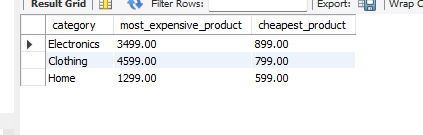 Result Grid Filter Rows: Export: Wrap C
category most_expensive_product cheapest_product
Electronics 3499.00 899.00
Clothing 4599.00 799.00
Home 1299.00 599.00